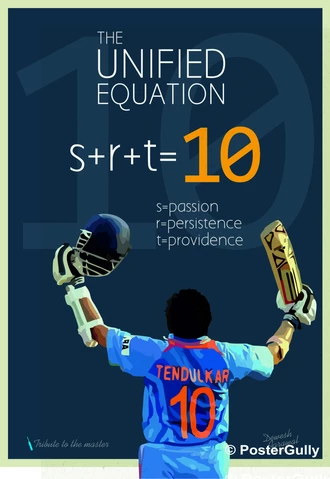 THE
UNIFIED
EQUATION
s+r+t=10
s=passion
r=persistence
t=providence
TENDULKAR
10
Tribute to the master
© PosterGully